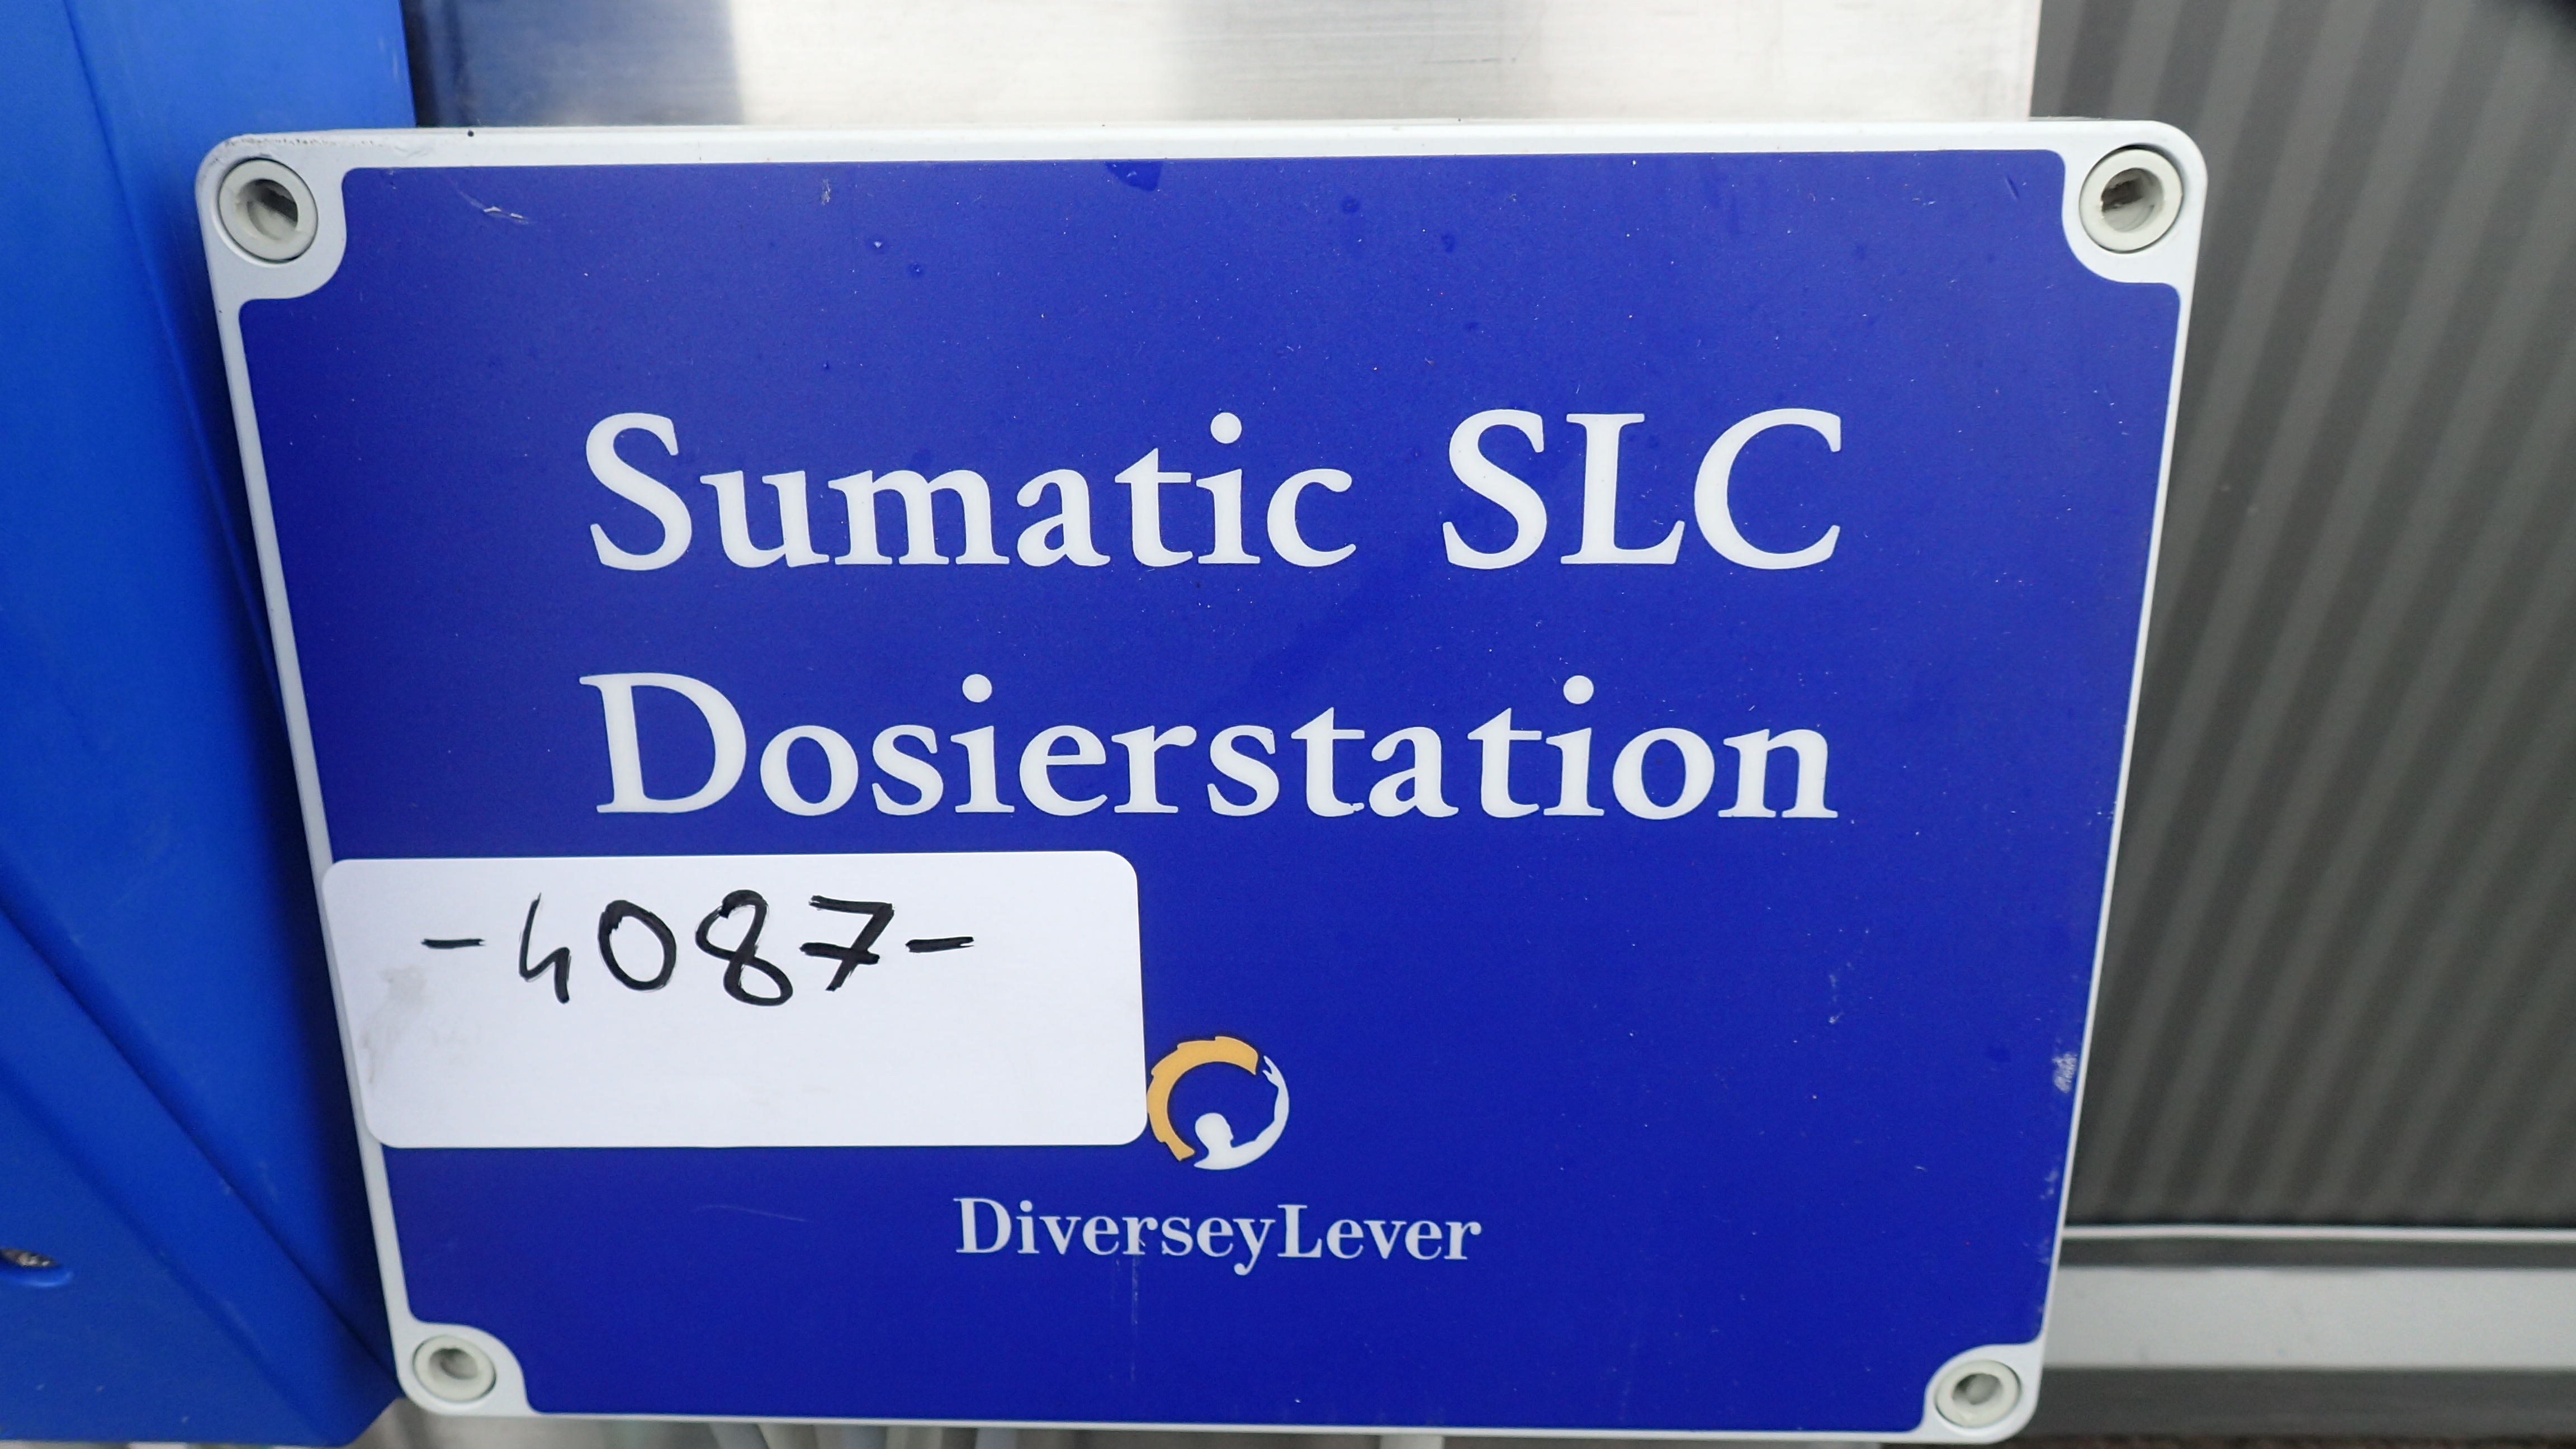 Sumatic SLC
Dosierstation
-4087-
DiverseyLever